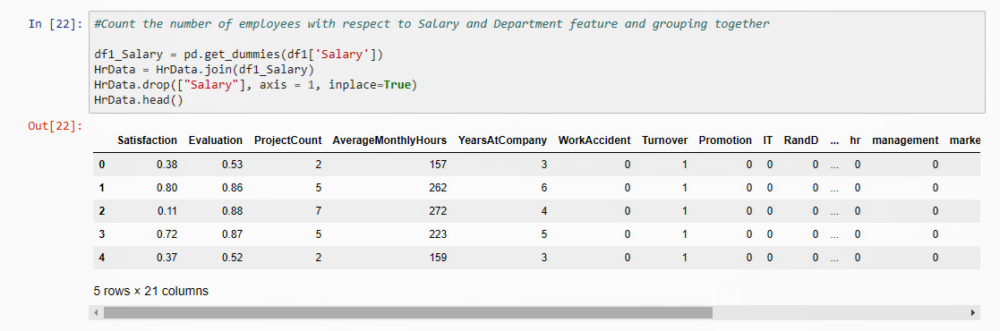 In [22]: #Count the number of employees with respect to Salary and Department feature and grouping together
df1_Salary = pd.get_dummies(df1['Salary'])
HrData = HrData.join(df1_Salary)
HrData.drop(["Salary"], axis = 1, inplace=True)
HrData.head()
Out[22]:
Satisfaction Evaluation ProjectCount AverageMonthlyHours YearsAtCompany WorkAccident Turnover Promotion IT RandD ... hr management marke
0 0.38 0.53 2 157 3 0 1 0 0 0 ... 0 0
1 0.80 0.86 5 262 6 0 1 0 0 0 ... 0 0
2 0.11 0.88 7 272 4 0 1 0 0 0 ... 0 0
3 0.72 0.87 5 223 5 0 1 0 0 0 ... 0 0
4 0.37 0.52 2 159 3 0 1 0 0 0 ... 0 0
5 rows × 21 columns